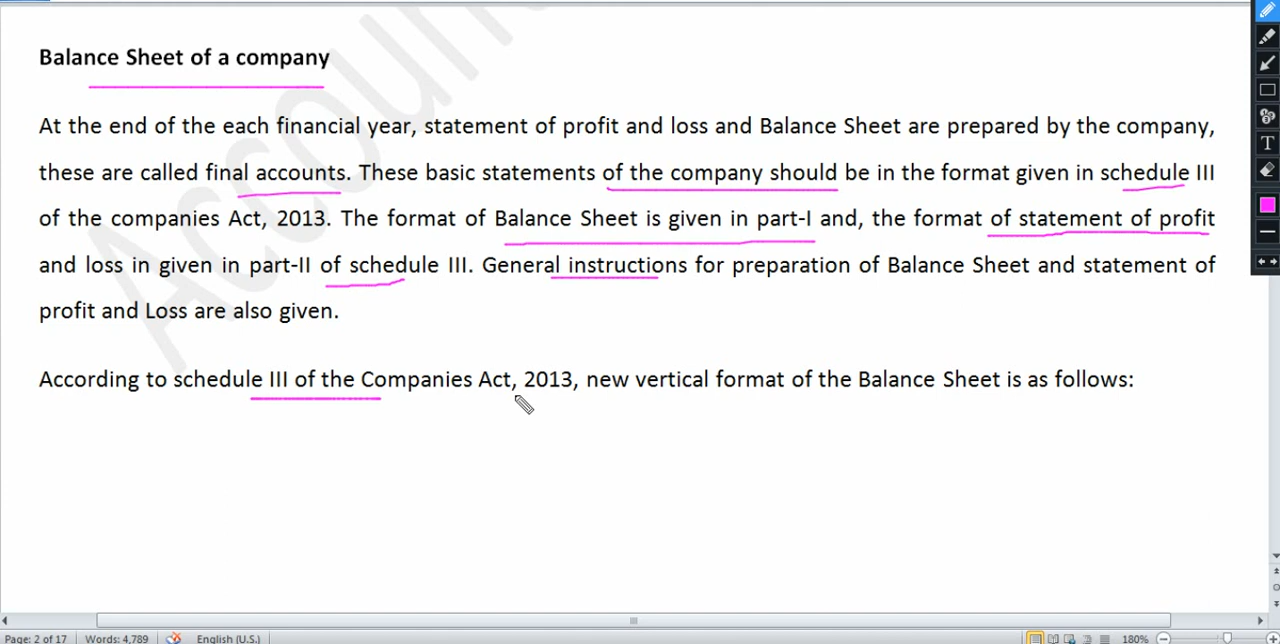 Balance Sheet of a company
At the end of the each financial year, statement of profit and loss and Balance Sheet are prepared by the company,
these are called final accounts. These basic statements of the company should be in the format given in schedule III
of the companies Act, 2013. The format of Balance Sheet is given in part-I and, the format of statement of profit
and loss in given in part-II of schedule III. General instructions for preparation of Balance Sheet and statement of
profit and Loss are also given.
According to schedule III of the Companies Act, 2013, new vertical format of the Balance Sheet is as follows:
T
Page: 2 of 17 Words: 4,789 English (U.S.) 180%